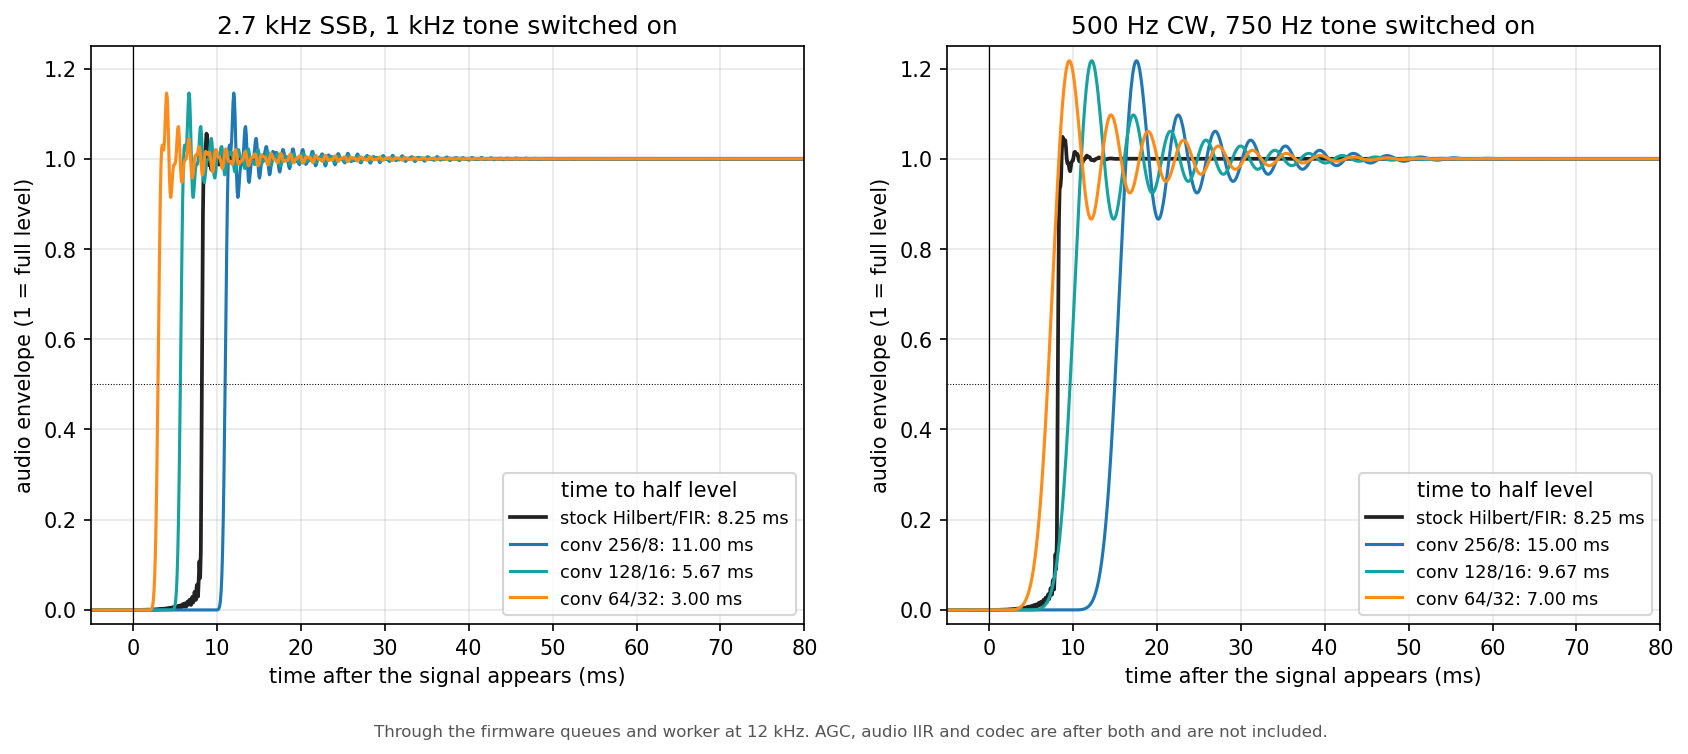 2.7 kHz SSB, 1 kHz tone switched on
audio envelope (1 = full level)
1.2
1.0
0.8
0.6
0.4
0.2
0.0
time to half level
stock Hilbert/FIR: 8.25 ms
conv 256/8: 11.00 ms
conv 128/16: 5.67 ms
conv 64/32: 3.00 ms
0 10 20 30 40 50 60 70 80
time after the signal appears (ms)
500 Hz CW, 750 Hz tone switched on
audio envelope (1 = full level)
1.2
1.0
0.8
0.6
0.4
0.2
0.0
time to half level
stock Hilbert/FIR: 8.25 ms
conv 256/8: 15.00 ms
conv 128/16: 9.67 ms
conv 64/32: 7.00 ms
0 10 20 30 40 50 60 70 80
time after the signal appears (ms)
Through the firmware queues and worker at 12 kHz. AGC, audio IIR and codec are after both and are not included.